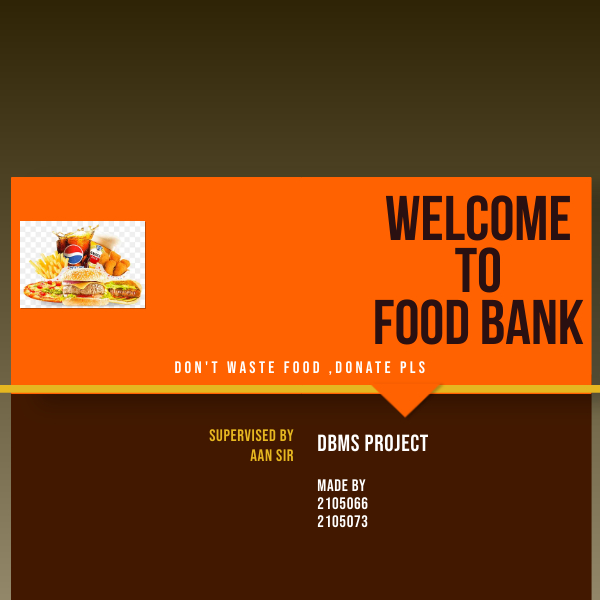 WELCOME
TO
FOOD BANK
DON'T WASTE FOOD ,DONATE PLS
SUPERVISED BY
AAN SIR
DBMS PROJECT
MADE BY
2105066
2105073